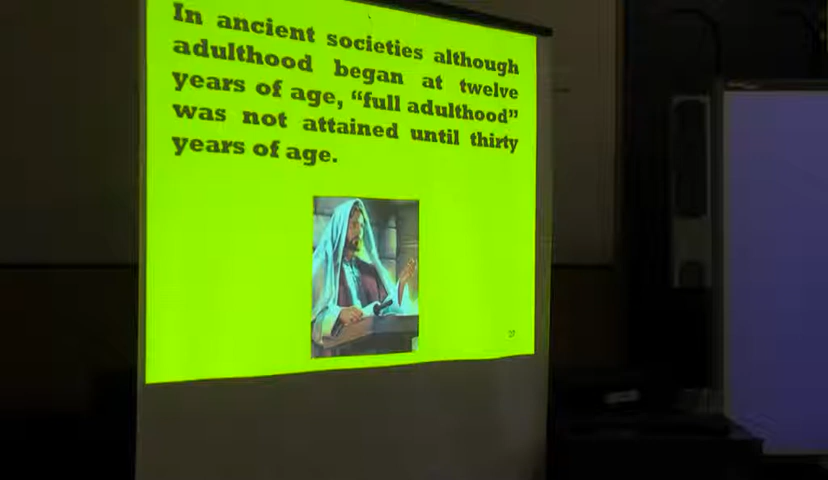 In ancient societies although
adulthood began at twelve
years of age, “full adulthood”
was not attained until thirty
years of age.
27